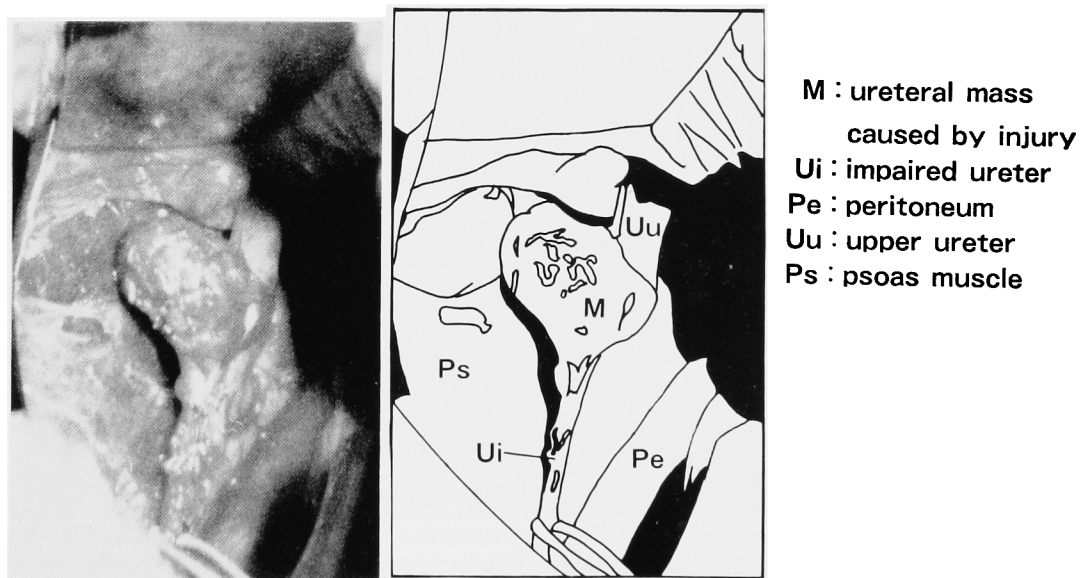 Uu
M
Ps
Ui
Pe
M : ureteral mass
caused by injury
Ui : impaired ureter
Pe : peritoneum
Uu : upper ureter
Ps : psoas muscle